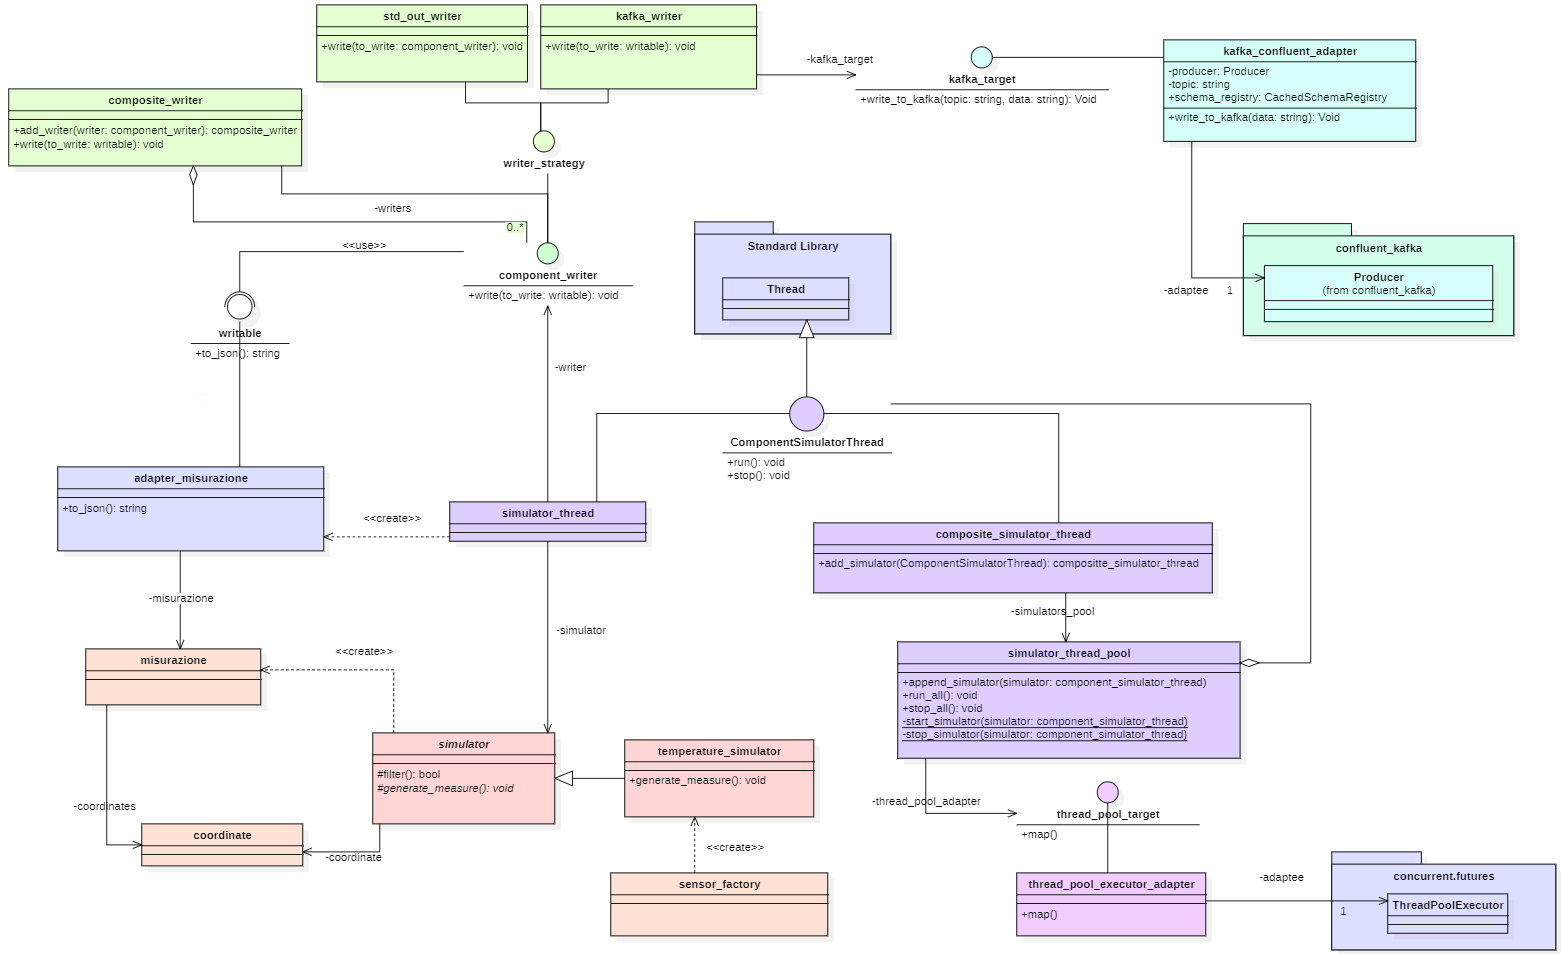 std_out_writer
+write(to_write: component_writer): void
kafka_writer
+write(to_write: writable): void
-kafka_target
kafka_target
+write_to_kafka(topic: string, data: string): Void
kafka_confluent_adapter
-producer: Producer
-topic: string
+schema_registry: CachedSchemaRegistry
+write_to_kafka(data: string): Void
composite_writer
+add_writer(writer: component_writer): composite_writer
+write(to_write: writable): void
writer_strategy
-writers
0..*
<<use>>
component_writer
+write(to_write: writable): void
Standard Library
Thread
confluent_kafka
Producer
(from confluent_kafka)
-adaptee
1
writable
+to_json(): string
-writer
ComponentSimulatorThread
+run(): void
+stop(): void
adapter_misurazione
+to_json(): string
<<create>>
simulator_thread
composite_simulator_thread
+add_simulator(ComponentSimulatorThread): compositte_simulator_thread
-misurazione
-simulator
-simulators_pool
misurazione
<<create>>
simulator_thread_pool
+append_simulator(simulator: component_simulator_thread)
+run_all(): void
+stop_all(): void
-start_simulator(simulator: component_simulator_thread)
-stop_simulator(simulator: component_simulator_thread)
simulator
#filter(): bool
#generate_measure(): void
temperature_simulator
+generate_measure(): void
-coordinates
coordinate
-coordinate
<<create>>
sensor_factory
-thread_pool_adapter
thread_pool_target
+map()
thread_pool_executor_adapter
+map()
-adaptee
1
concurrent.futures
ThreadPoolExecutor